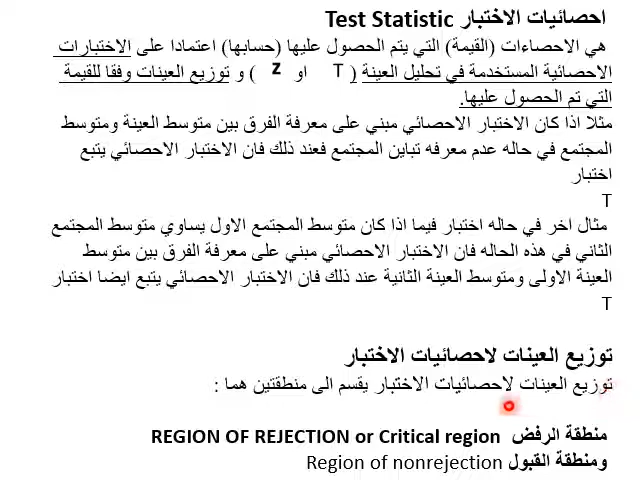 احصائيات الاختبار Test Statistic
هي الاحصاءات (القيمة) التي يتم الحصول عليها (حسابها) اعتمادا على الاختبارات
الاحصائية المستخدمة في تحليل العينة ( T او z ) و توزيع العينات وفقا للقيمة
التي تم الحصول عليها.
مثلا اذا كان الاختبار الاحصائي مبني على معرفة الفرق بين متوسط العينة ومتوسط
المجتمع في حاله عدم معرفه تباين المجتمع فعند ذلك فان الاختبار الاحصائي يتبع
اختبار
T
مثال اخر في حاله اختبار فيما اذا كان متوسط المجتمع الاول يساوي متوسط المجتمع
الثاني في هذه الحاله فان الاختبار الاحصائي مبني على معرفة الفرق بين متوسط
العينة الاولى ومتوسط العينة الثانية عند ذلك فان الاختبار الاحصائي يتبع ايضا اختبار
T
توزيع العينات لاحصائيات الاختبار
توزيع العينات لاحصائيات الاختبار يقسم الى منطقتين هما :
منطقة الرفض REGION OF REJECTION or Critical region
ومنطقة القبول Region of nonrejection